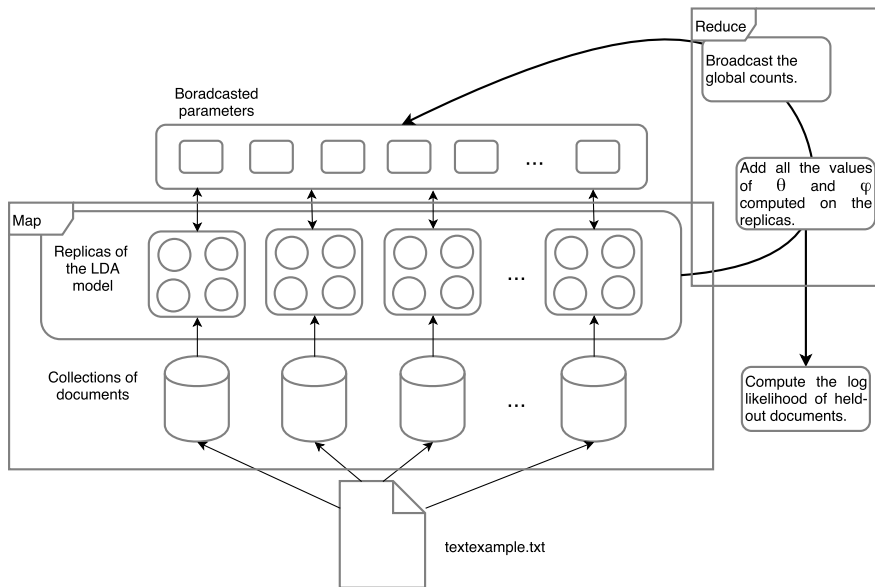 Reduce
Broadcast the
global counts.
Boradcasted
parameters
...
Add all the values
of θ and φ
computed on the
replicas.
Map
Replicas of
the LDA
model
...
Collections of
documents
...
Compute the log
likelihood of held-
out documents.
textexample.txt